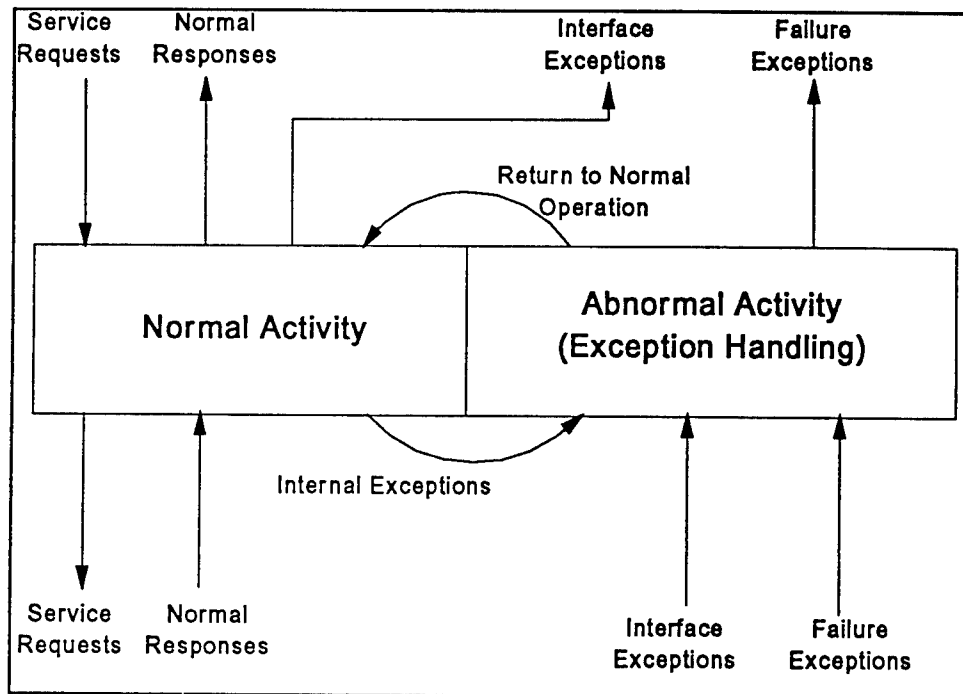 Service
Requests
Normal
Responses
Interface
Exceptions
Failure
Exceptions
Return to Normal
Operation
Normal Activity
Abnormal Activity
(Exception Handling)
Internal Exceptions
Service
Requests
Normal
Responses
Interface
Exceptions
Failure
Exceptions